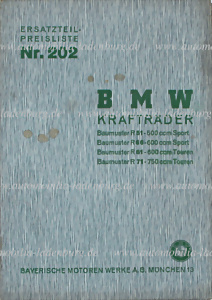 ERSATZTEIL-
PREISLISTE
Nr. 202
BMW
KRAFTRÄDER
Baumuster R 51 - 500 ccm Sport
Baumuster R 66 - 600 ccm Sport
Baumuster R 61 - 600 ccm Touren
Baumuster R 71 - 750 ccm Touren
BAYERISCHE MOTOREN WERKE A.G. MÜNCHEN 13